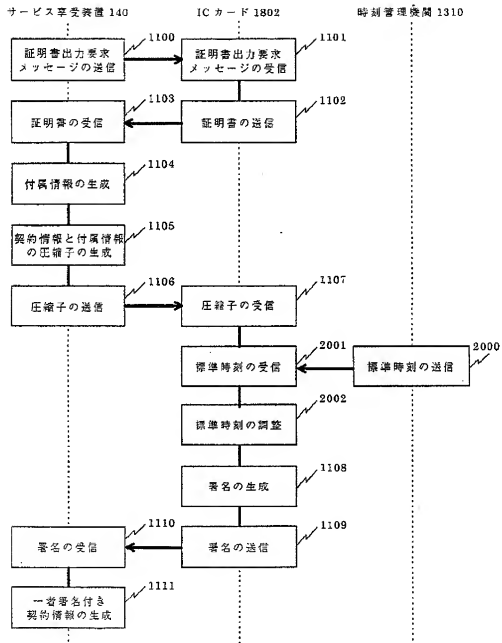 サービス享受装置 140
ICカード 1802
時刻管理機関 1310
1100
証明書出力要求
メッセージの送信
1101
証明書出力要求
メッセージの受信
1103
証明書の受信
1102
証明書の送信
1104
付属情報の生成
1105
契約情報と付属情報
の圧縮子の生成
1106
圧縮子の送信
1107
圧縮子の受信
2001
標準時刻の受信
2000
標準時刻の送信
2002
標準時刻の調整
1108
署名の生成
1110
署名の受信
1109
署名の送信
1111
一者署名付き
契約情報の生成